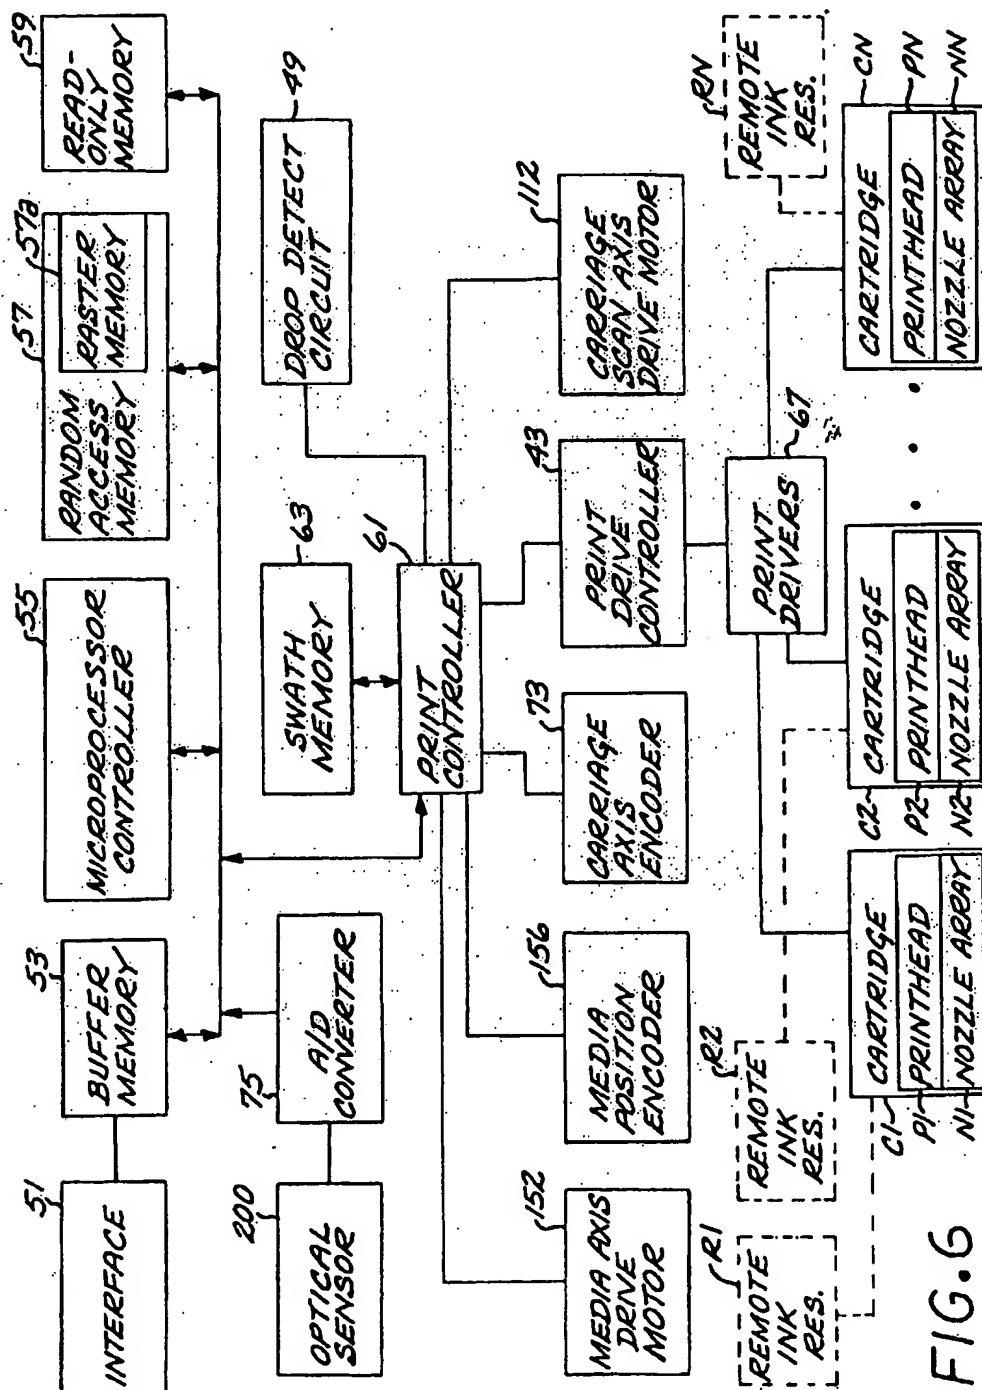 51
INTERFACE
53
BUFFER
MEMORY
55
MICROPROCESSOR
CONTROLLER
57
57a
RANDOM
ACCESS
MEMORY
RASTER
MEMORY
59
READ-
ONLY
MEMORY
200
OPTICAL
SENSOR
75
A/D
CONVERTER
63
SWATH
MEMORY
49
DROP DETECT
CIRCUIT
61
PRINT
CONTROLLER
152
MEDIA AXIS
DRIVE
MOTOR
156
MEDIA
POSITION
ENCODER
73
CARRIAGE
AXIS
ENCODER
43
PRINT
DRIVE
CONTROLLER
112
CARRIAGE
SCAN AXIS
DRIVE MOTOR
R1
REMOTE
INK
RES.
R2
REMOTE
INK
RES.
67
PRINT
DRIVERS
RN
REMOTE
INK
RES.
C1
CARTRIDGE
P1
PRINTHEAD
N1
NOZZLE ARRAY
C2
CARTRIDGE
P2
PRINTHEAD
N2
NOZZLE ARRAY
CARTRIDGE
CN
PRINTHEAD
PN
NOZZLE ARRAY
NN
FIG.6